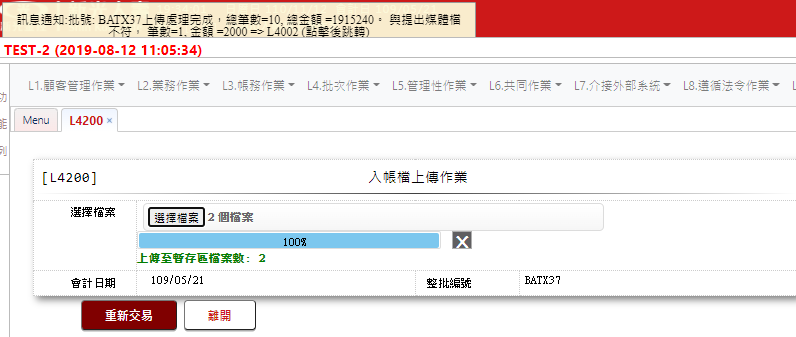 訊息通知:批號: BATX37上傳處理完成，總筆數=10, 總金額 =1915240。 與提出媒體檔
不符， 筆數=1, 金額 =2000 => L4002 (點擊後跳轉)
TEST-2 (2019-08-12 11:05:34)
L1.顧客管理作業 L2.業務作業 L3.帳務作業 L4.批次作業 L5.管理性作業 L6.共同作業 L7.介接外部系統 L8.遵循法令作業 L
功
能
列
Menu L4200 ×
[L4200] 入帳檔上傳作業
選擇檔案 選擇檔案 2 個檔案
100% X
上傳至暫存區檔案數: 2
會計日期 109/05/21 整批編號 BATX37
重新交易 離開